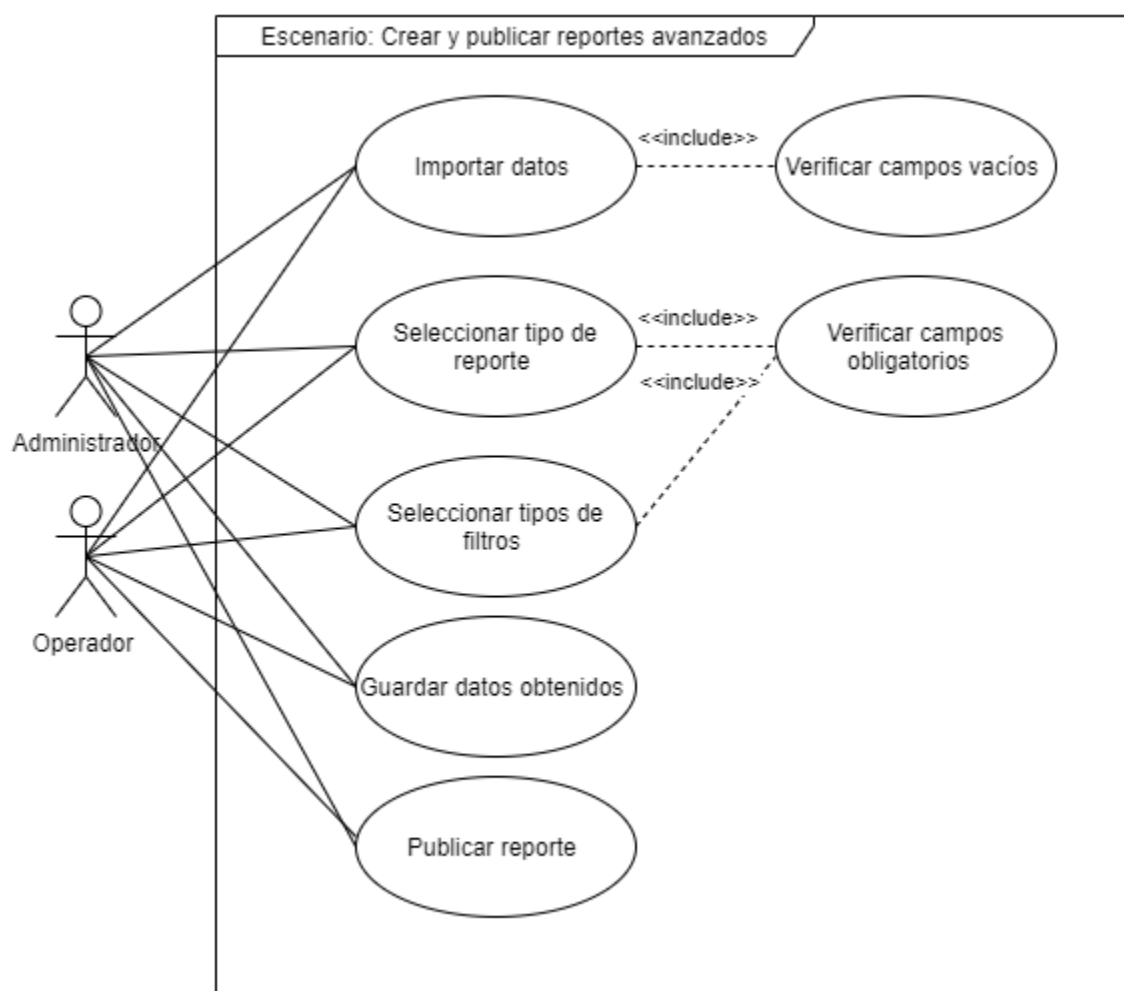 Escenario: Crear y publicar reportes avanzados
Importar datos
<<include>>
Verificar campos vacíos
Seleccionar tipo de
reporte
<<include>>
Verificar campos
obligatorios
<<include>>
Administrador
Seleccionar tipos de
filtros
Operador
Guardar datos obtenidos
Publicar reporte